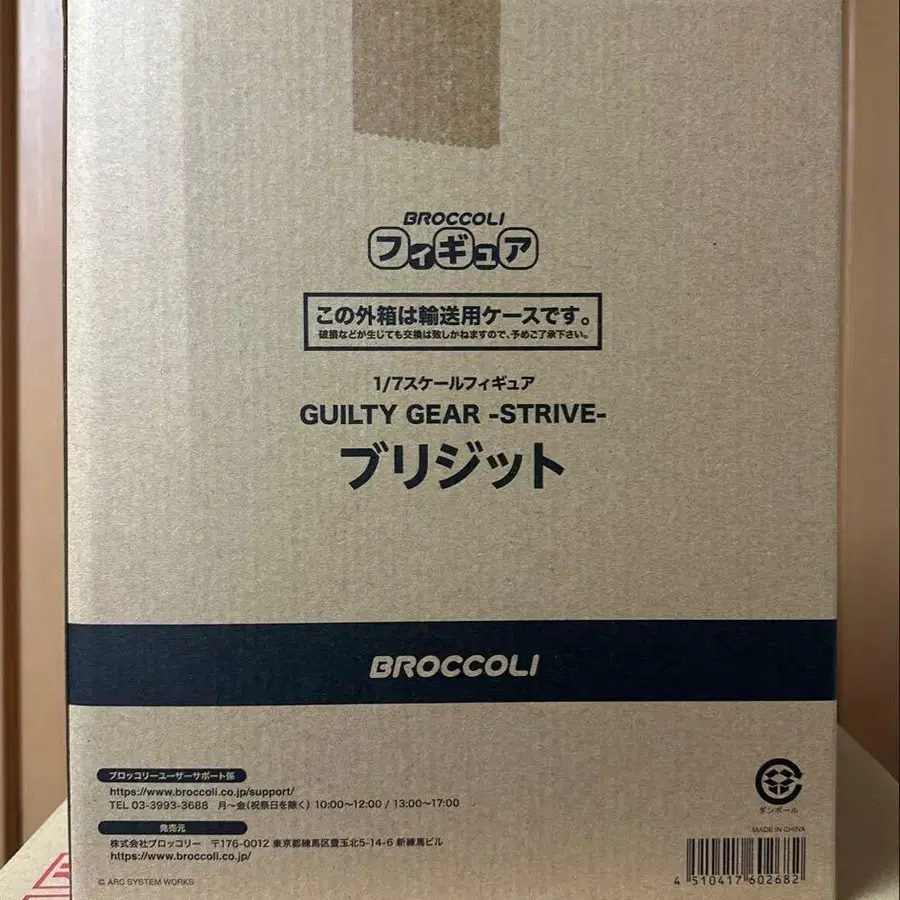 BROCCOLI
フィギュア
この外箱は輸送用ケースです。
破損などが生じても交換は致しかねますので、予めご了承下さい。
1/7スケールフィギュア
GUILTY GEAR -STRIVE-
ブリジット
BROCCOLI
ブロッコリーユーザーサポート係
https://www.broccoli.co.jp/support/
TEL 03-3993-3688 月〜金(祝祭日を除く) 10:00〜12:00 / 13:00〜17:00
発売元
株式会社ブロッコリー 〒176-0012 東京都練馬区豊玉北5-14-6 新練馬ビル
https://www.broccoli.co.jp/
© ARC SYSTEM WORKS
ダンボール
MADE IN CHINA
4 510417 602682